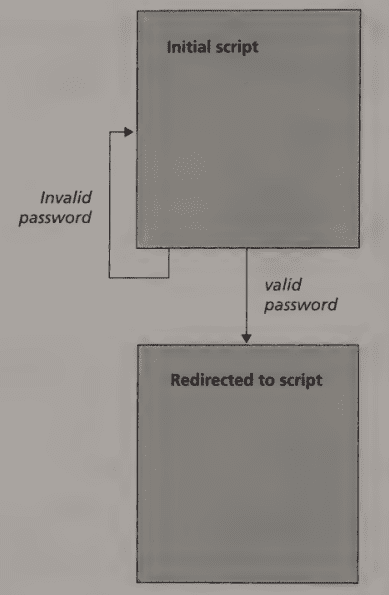 Initial script
Invalid
password
valid
password
Redirected to script